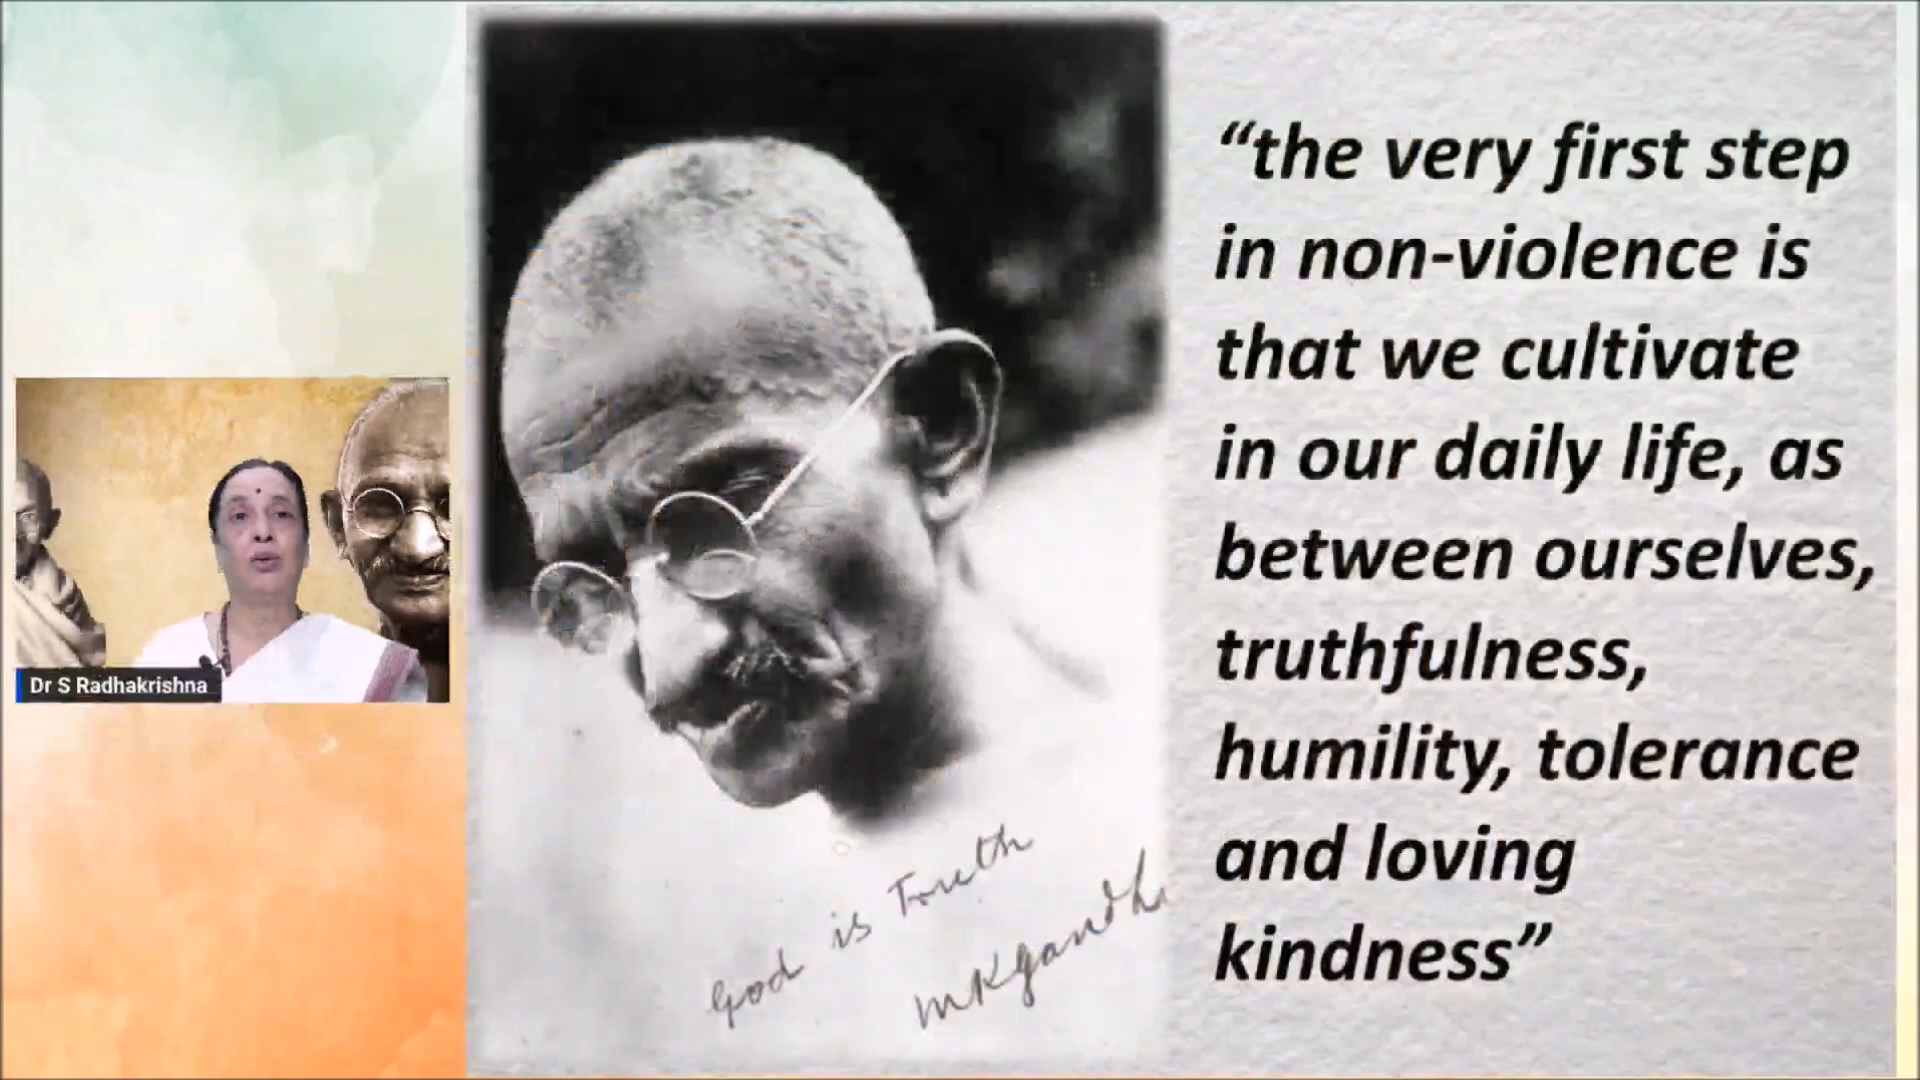 “the very first step
in non-violence is
that we cultivate
in our daily life, as
between ourselves,
truthfulness,
humility, tolerance
and loving
kindness”
God is Truth
MKGandhi
Dr S Radhakrishna